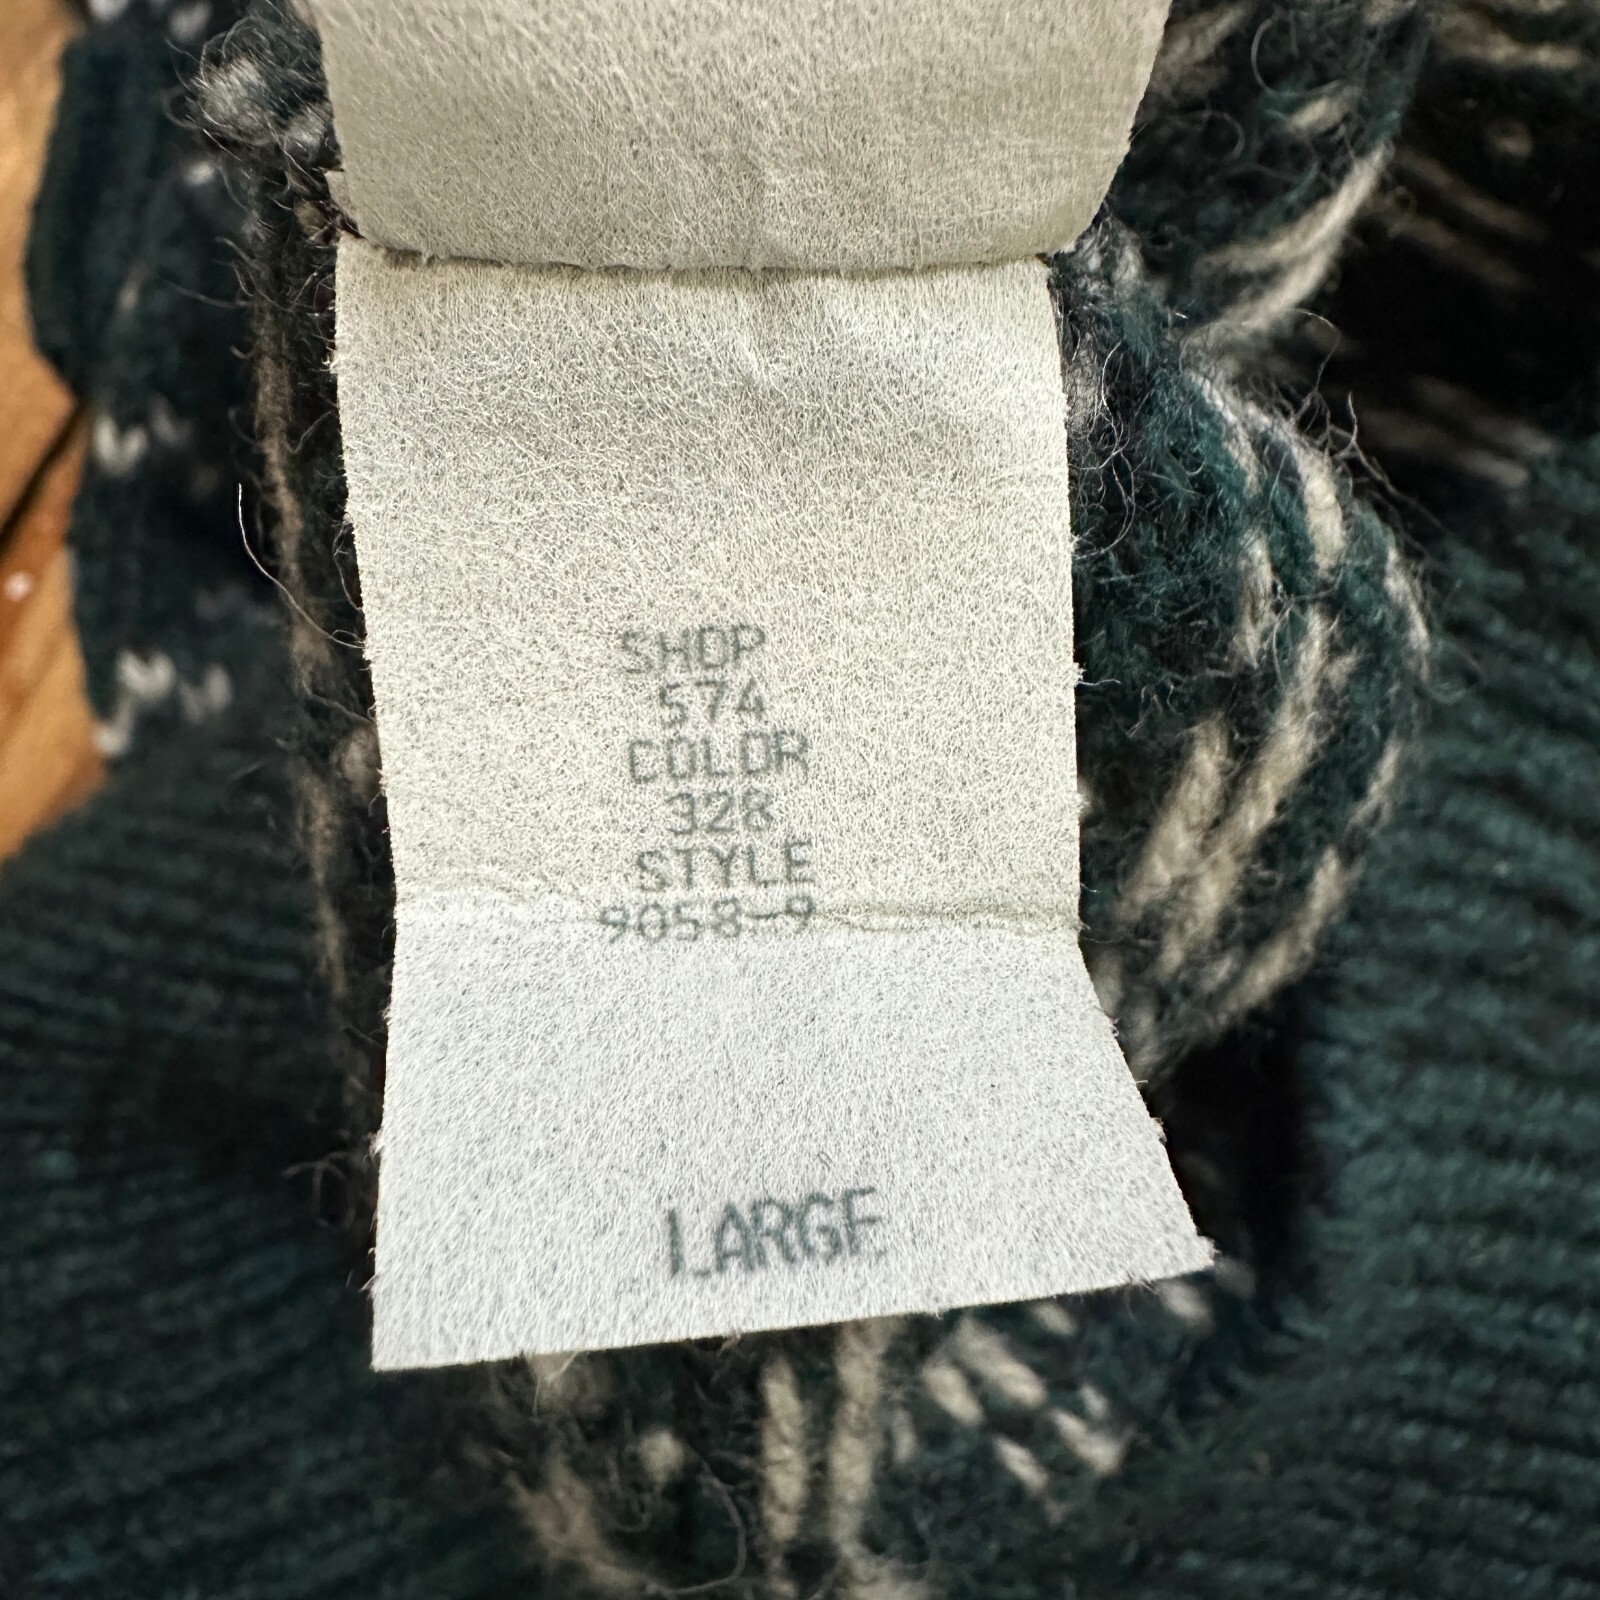 SHOP
574
COLOR
328
STYLE
9058-9
LARGE